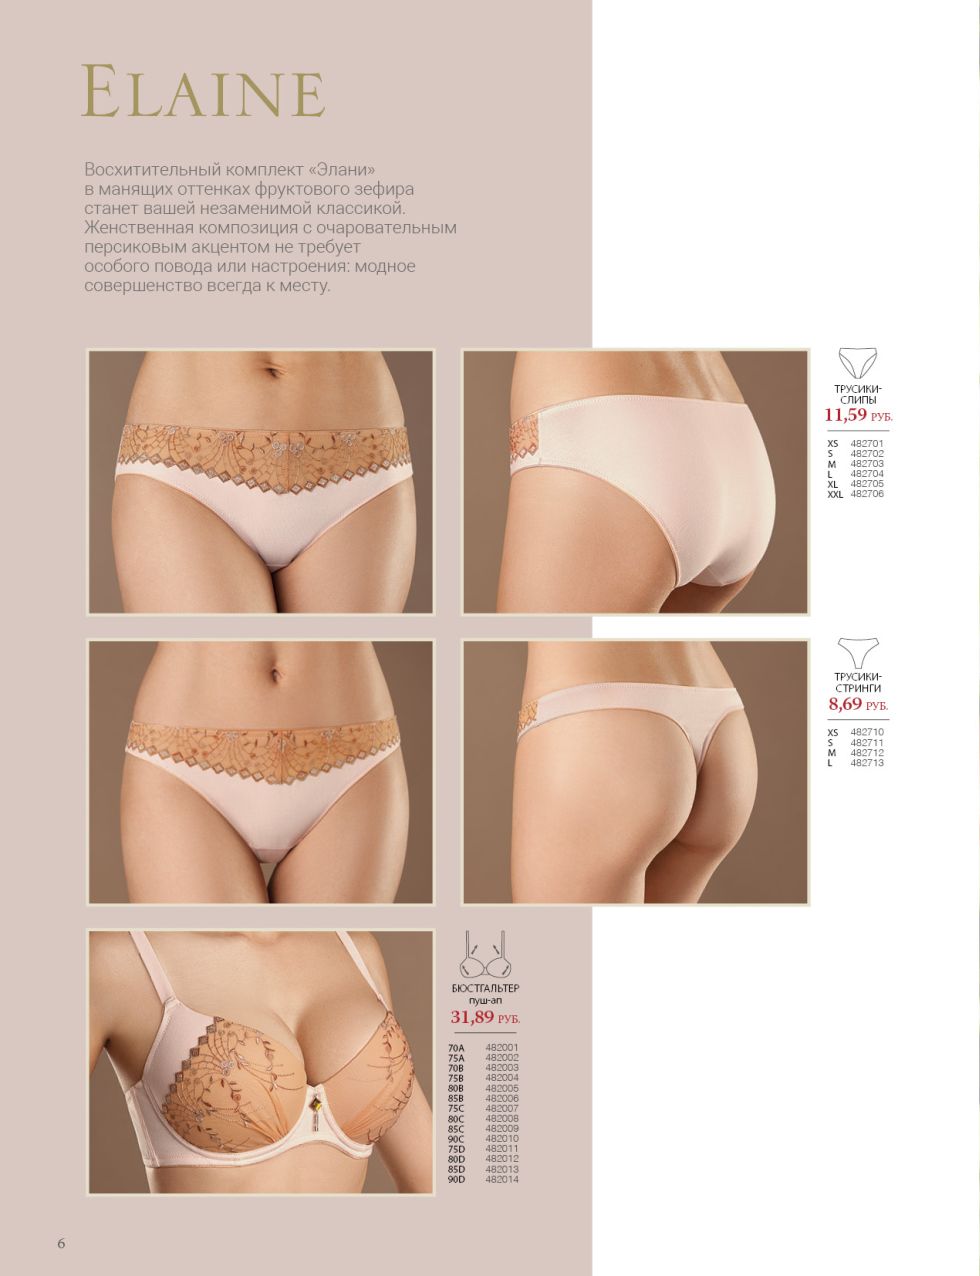 ELAINE
Восхитительный комплект «Элани»
в манящих оттенках фруктового зефира
станет вашей незаменимой классикой.
Женственная композиция с очаровательным
персиковым акцентом не требует
особого повода или настроения: модное
совершенство всегда к месту.
ТРУСИКИ-
СЛИПЫ
11,59 РУБ.
XS 482701
S 482702
M 482703
L 482704
XL 482705
XXL 482706
ТРУСИКИ-
СТРИНГИ
8,69 РУБ.
XS 482710
S 482711
M 482712
L 482713
БЮСТГАЛЬТЕР
пуш-ап
31,89 РУБ.
70A 482001
75A 482002
70B 482003
75B 482004
80B 482005
85B 482006
75C 482007
80C 482008
85C 482009
90C 482010
75D 482011
80D 482012
85D 482013
90D 482014
6